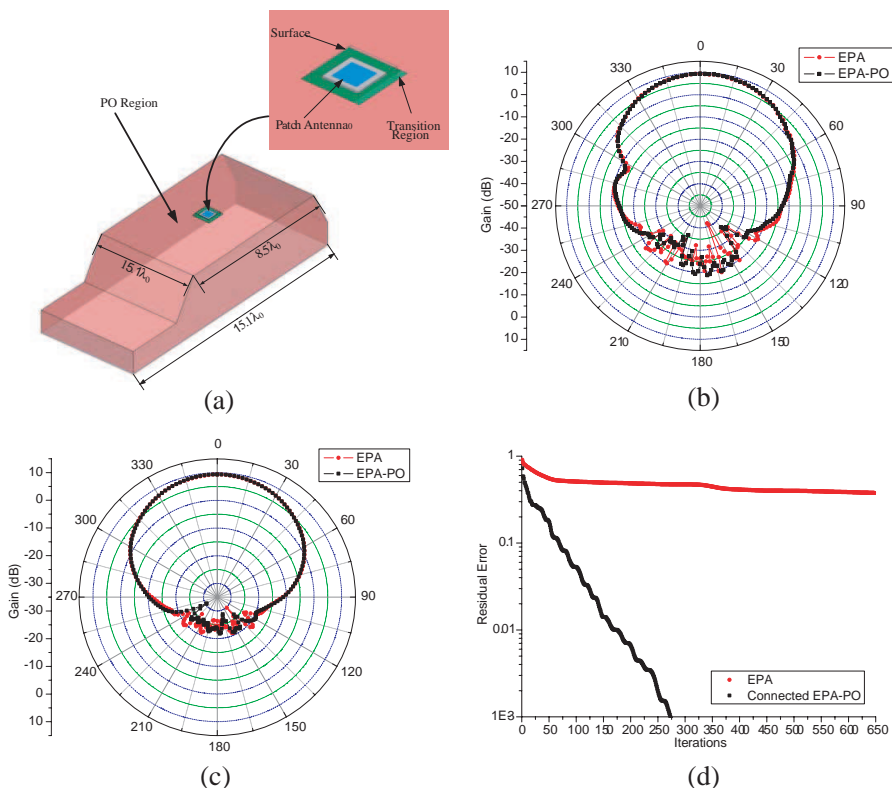 Surface
PO Region
Patch Antenna₀
Transition
Region
15.1λ₀
8.5λ₀
15.1λ₀
(a)
EPA
EPA-PO
Gain (dB)
10
0
-10
-20
-30
-40
-50
-40
-30
-20
-10
0
10
0
30
60
90
120
150
180
210
240
270
300
330
(b)
EPA
EPA-PO
Gain (dB)
10
0
-10
-20
-30
-30
-20
-10
0
10
0
30
60
90
120
150
180
210
240
270
300
330
(c)
Residual Error
1
0.1
0.01
1E-3
EPA
Connected EPA-PO
0 50 100 150 200 250 300 350 400 450 500 550 600 650
Iterations
(d)